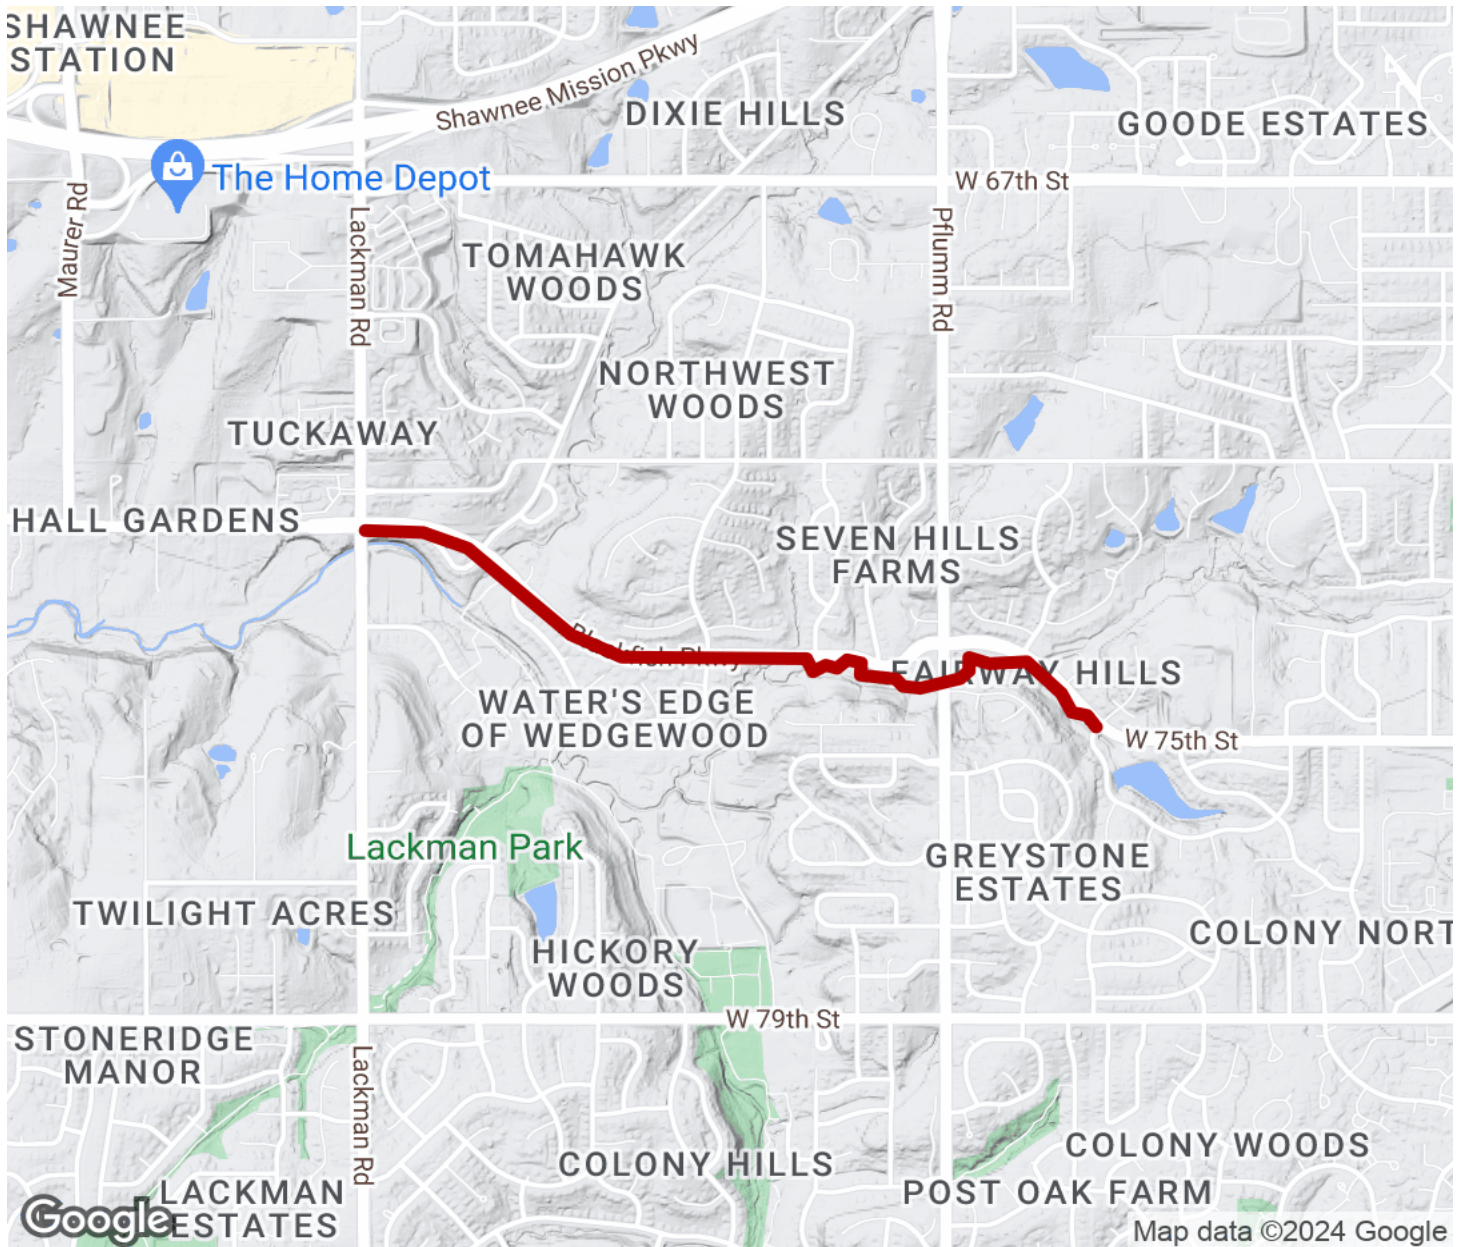 SHAWNEE
STATION
Shawnee Mission Pkwy
DIXIE HILLS
GOODE ESTATES
The Home Depot
W 67th St
Maurer Rd
Lackman Rd
Pflumm Rd
TOMAHAWK
WOODS
NORTHWEST
WOODS
TUCKAWAY
HALL GARDENS
SEVEN HILLS
FARMS
Pkwy
FAIRWAY HILLS
WATER'S EDGE
OF WEDGEWOOD
W 75th St
Lackman Park
GREYSTONE
ESTATES
TWILIGHT ACRES
COLONY NORT
HICKORY
WOODS
W 79th St
STONERIDGE
MANOR
Lackman Rd
COLONY WOODS
COLONY HILLS
POST OAK FARM
LACKMAN
ESTATES
Google
Map data ©2024 Google